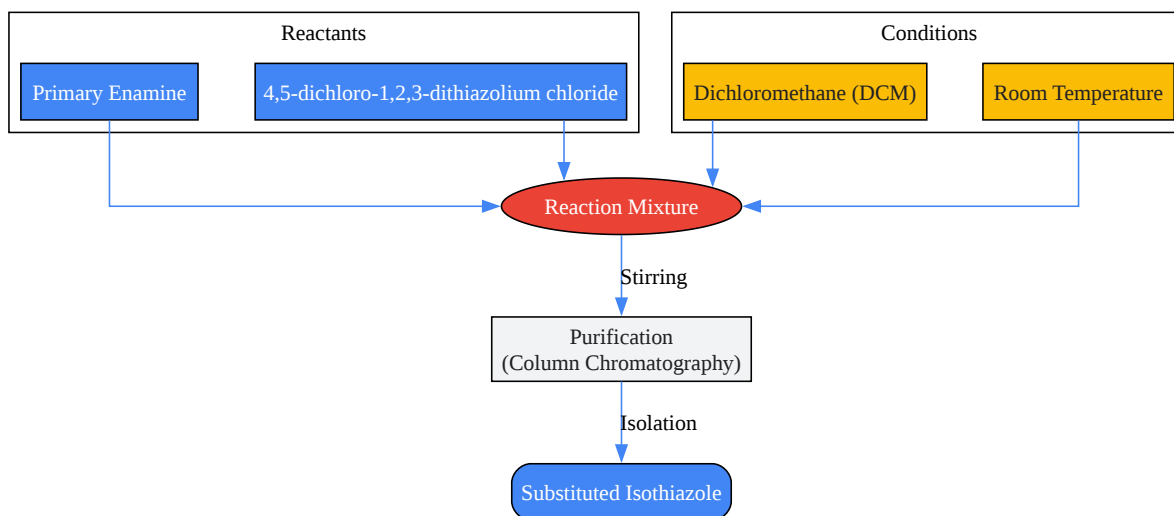 Reactants
Conditions
Primary Enamine
4,5-dichloro-1,2,3-dithiazolium chloride
Dichloromethane (DCM)
Room Temperature
Reaction Mixture
Stirring
Purification
(Column Chromatography)
Isolation
Substituted Isothiazole